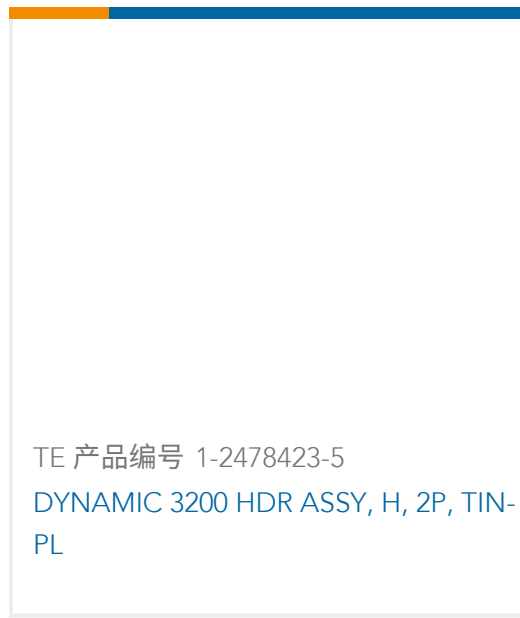 TE 产品编号 1-2478423-5
DYNAMIC 3200 HDR ASSY, H, 2P, TIN-
PL